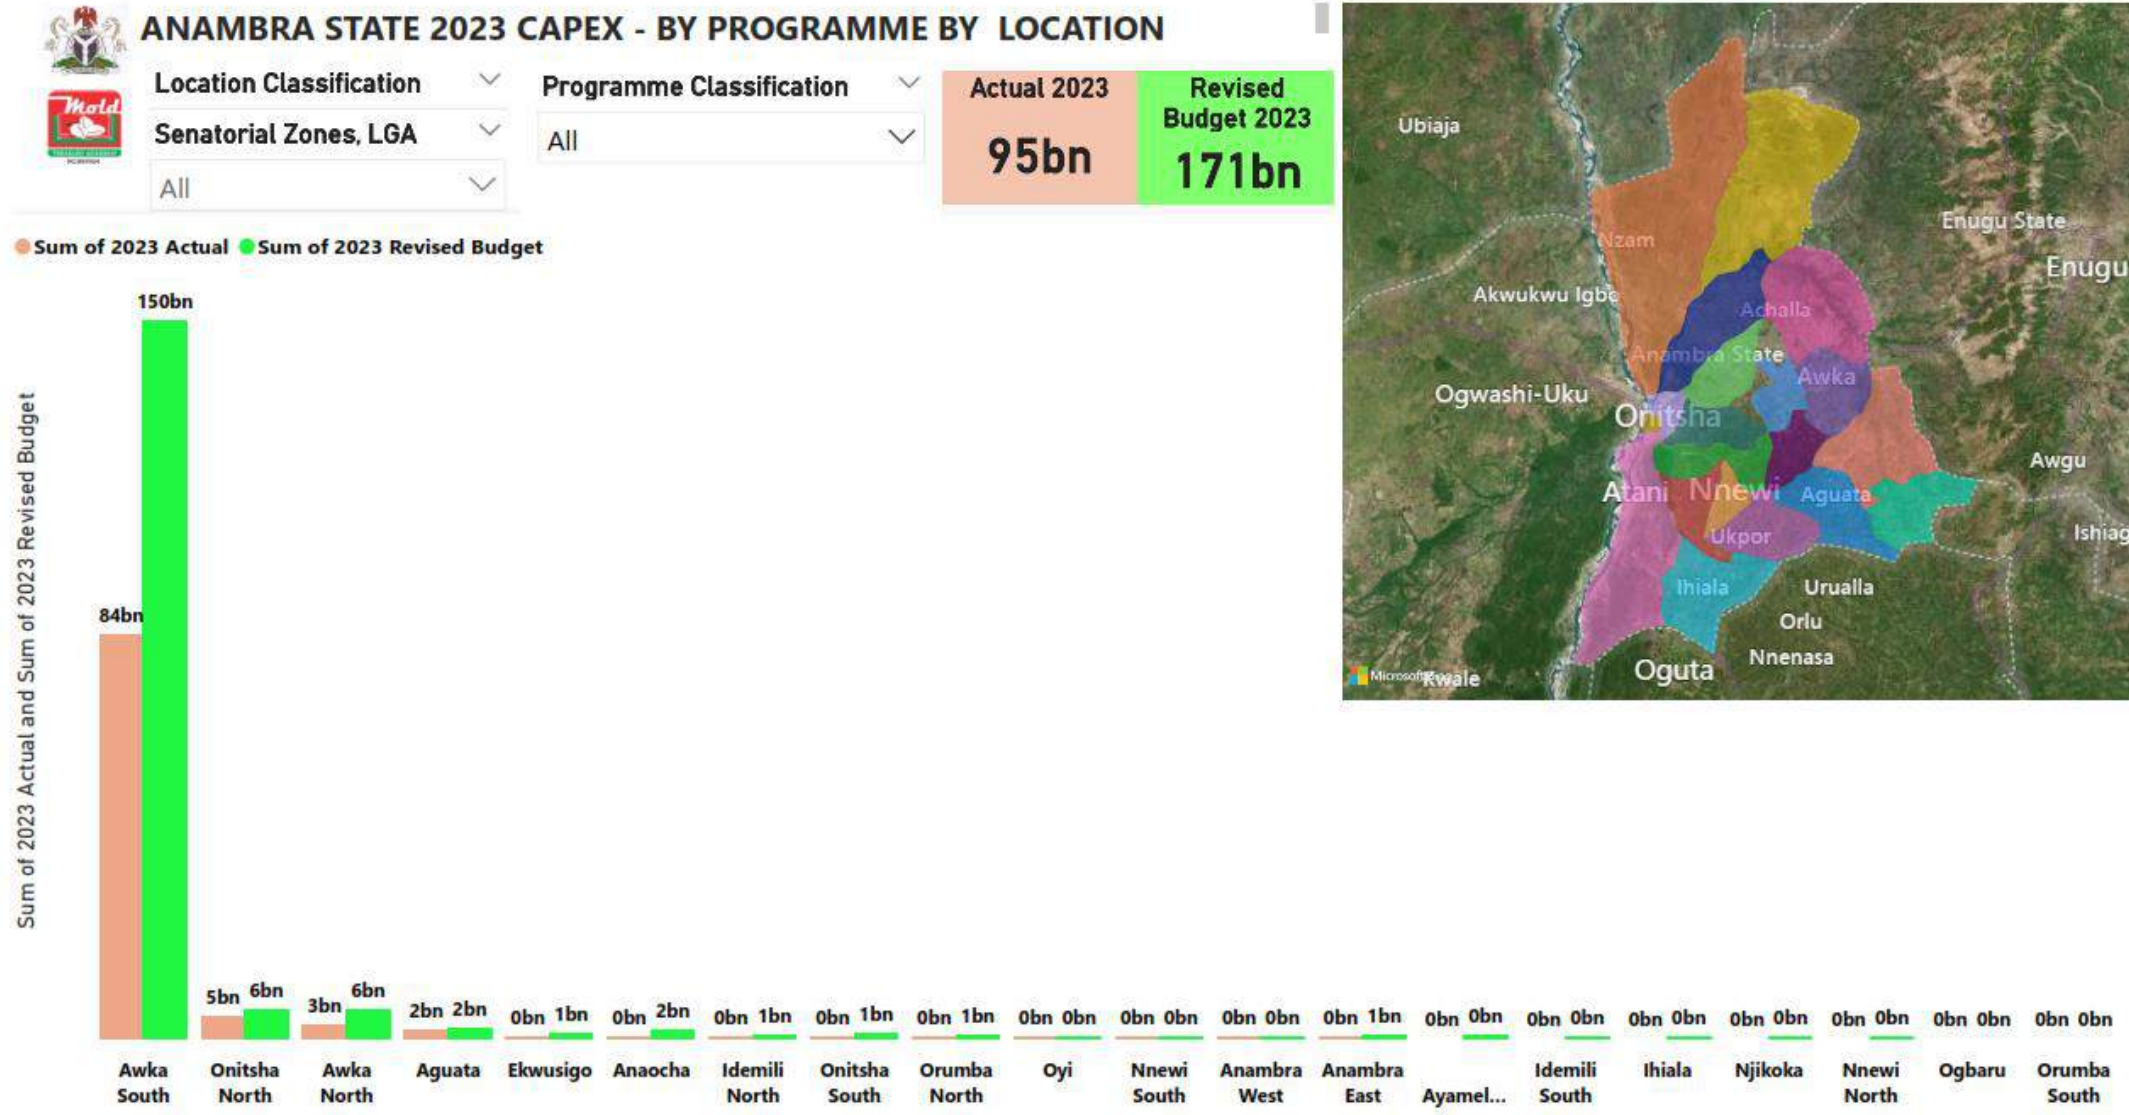 ANAMBRA STATE 2023 CAPEX - BY PROGRAMME BY LOCATION
Mold
Location Classification
Senatorial Zones, LGA
All
Programme Classification
All
Actual 2023
95bn
Revised
Budget 2023
171bn
Sum of 2023 Actual
Sum of 2023 Revised Budget
Sum of 2023 Actual and Sum of 2023 Revised Budget
84bn 150bn
5bn 6bn
3bn 6bn
2bn 2bn
0bn 1bn
0bn 2bn
0bn 1bn
0bn 1bn
0bn 1bn
0bn 0bn
0bn 0bn
0bn 0bn
0bn 1bn
0bn 0bn
0bn 0bn
0bn 0bn
0bn 0bn
0bn 0bn
0bn 0bn
0bn 0bn
Awka
South
Onitsha
North
Awka
North
Aguata
Ekwusigo
Anaocha
Idemili
North
Onitsha
South
Orumba
North
Oyi
Nnewi
South
Anambra
West
Anambra
East
Ayamel...
Idemili
South
Ihiala
Njikoka
Nnewi
North
Ogbaru
Orumba
South
Ubiaja
Enugu State
Enugu
Nzam
Akwukwu Igbo
Achalla
Anambra State
Awka
Ogwashi-Uku
Onitsha
Awgu
Atani
Nnewi
Aguata
Ukpor
Ishiag
Ihiala
Urualla
Orlu
Nnenasa
Oguta
Kwale